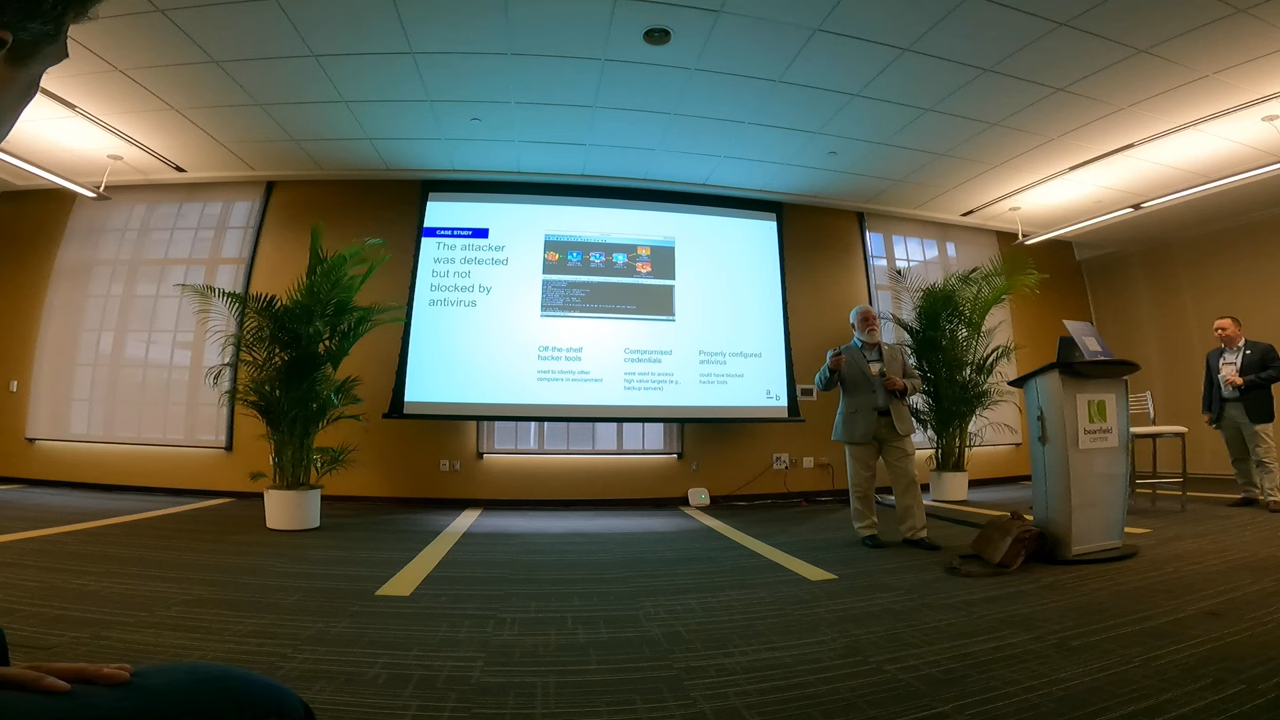 CASE STUDY
The attacker
was detected
but not
blocked by
antivirus
Off-the-shelf
hacker tools
used to identify other
computers in environment
Compromised
credentials
were used to access
high value targets (e.g.,
backup servers)
Properly configured
antivirus
could have blocked
hacker tools
a
b
beanfield
centre